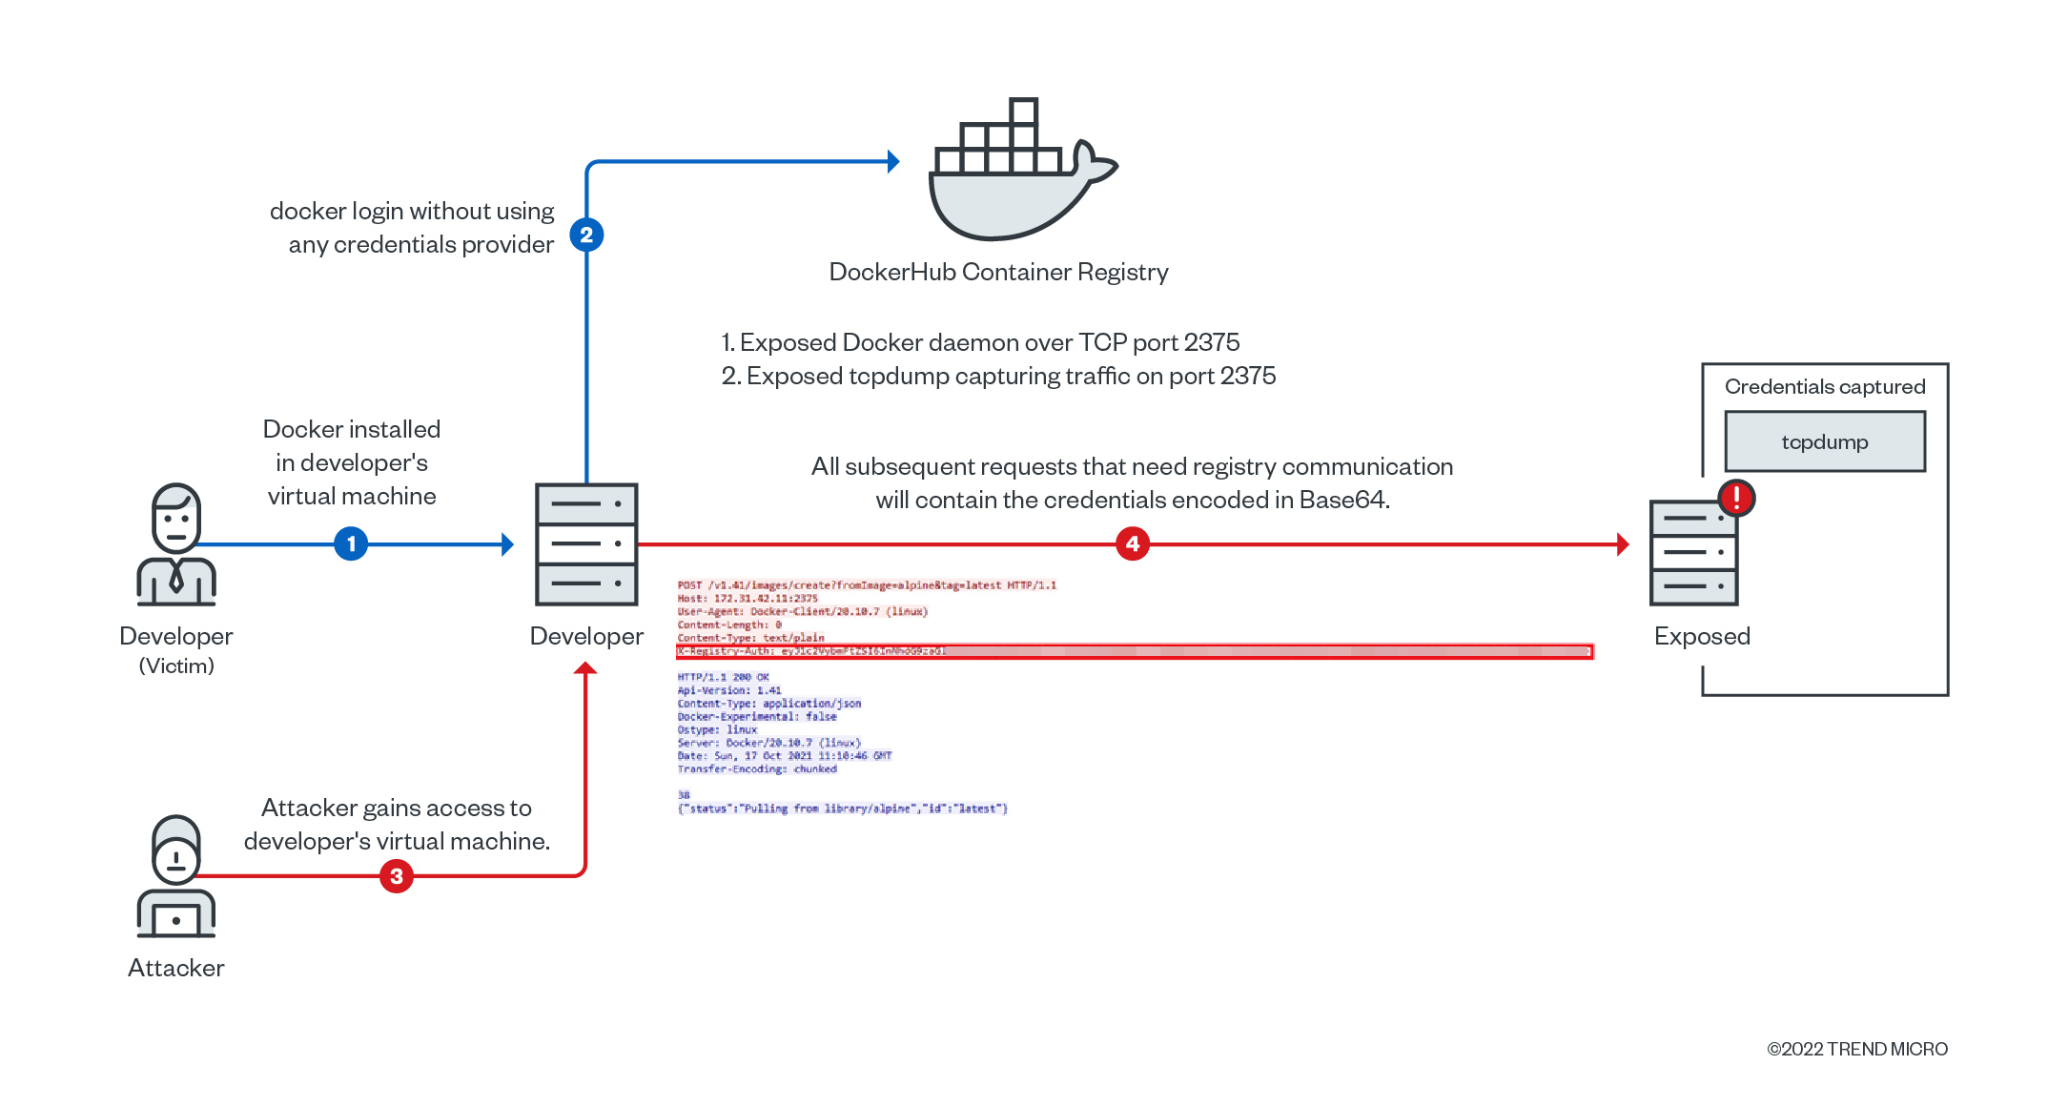 docker login without using
any credentials provider
2
DockerHub Container Registry
1. Exposed Docker daemon over TCP port 2375
2. Exposed tcpdump capturing traffic on port 2375
Credentials captured
tcpdump
Docker installed
in developer's
virtual machine
1
Developer
(Victim)
Developer
All subsequent requests that need registry communication
will contain the credentials encoded in Base64.
4
!
Exposed
POST /v1.41/images/create?fromImage=alpine&tag=latest HTTP/1.1
Host: 172.31.42.11:2375
User-Agent: Docker-Client/20.10.7 (linux)
Content-Length: 0
Content-Type: text/plain
X-Registry-Auth:
HTTP/1.1 200 OK
Api-Version: 1.41
Content-Type: application/json
Docker-Experimental: false
Ostype: linux
Server: Docker/20.10.7 (linux)
Date: Sun, 17 Oct 2021 11:10:46 GMT
Transfer-Encoding: chunked
38
{"status":"Pulling from library/alpine","id":"latest"}
Attacker gains access to
developer's virtual machine.
3
Attacker
©2022 TREND MICRO